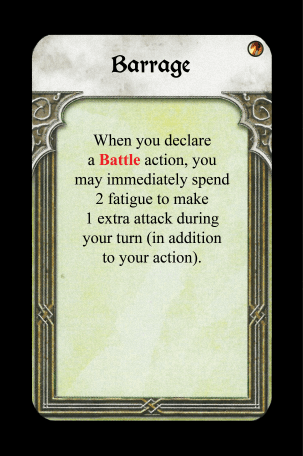 Barrage
When you declare
a Battle action, you
may immediately spend
2 fatigue to make
1 extra attack during
your turn (in addition
to your action).